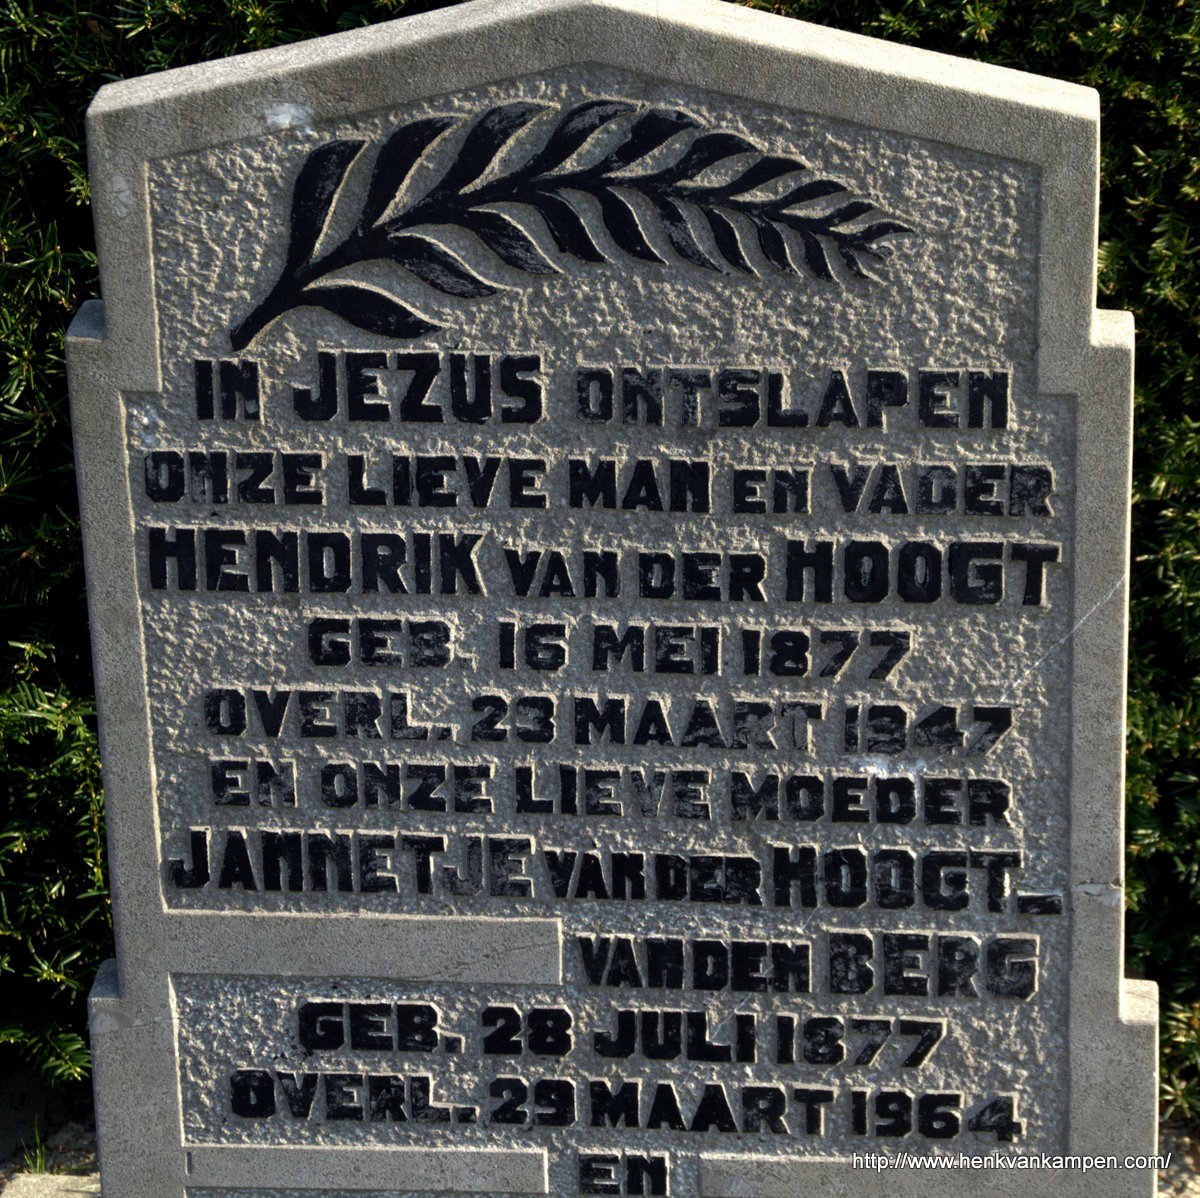 IN JEZUS ONTSLAPEN
ONZE LIEVE MAN EN VADER
HENDRIK VAN DER HOOGT
GEB. 16 MEI 1877
OVERL. 23 MAART 1947
EN ONZE LIEVE MOEDER
JANNETJE VAN DER HOOGT_
VAN DEN BERG
GEB. 28 JULI 1877
OVERL. 29 MAART 1964
EN
http://www.henkvankampen.com/